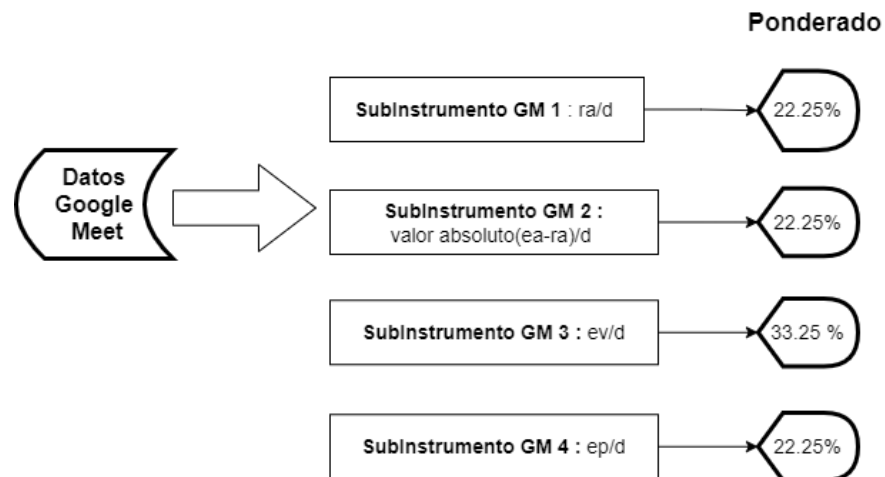 Ponderado
SubInstrumento GM 1 : ra/d
22.25%
Datos
Google
Meet
SubInstrumento GM 2 :
valor absoluto(ea-ra)/d
22.25%
SubInstrumento GM 3 : ev/d
33.25 %
SubInstrumento GM 4 : ep/d
22.25%